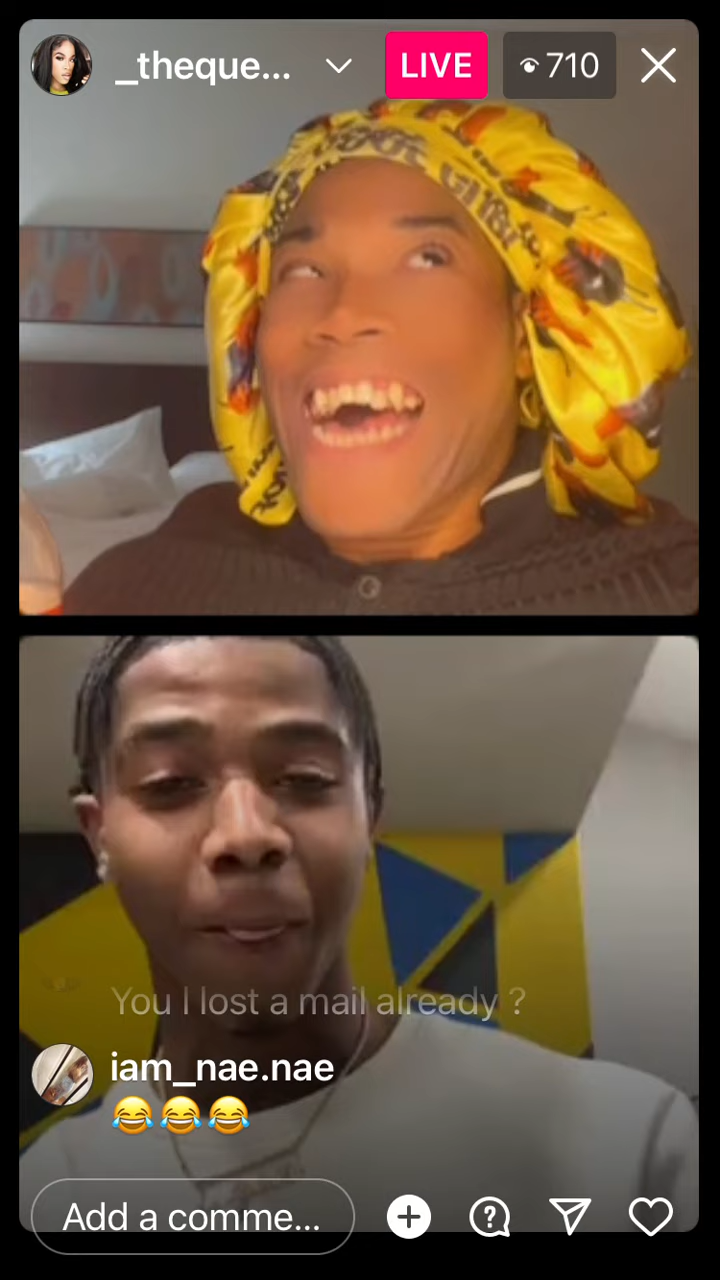 _theque...
LIVE
710
You I lost a mail already ?
iam_nae.nae
😂😂😂
Add a comme...